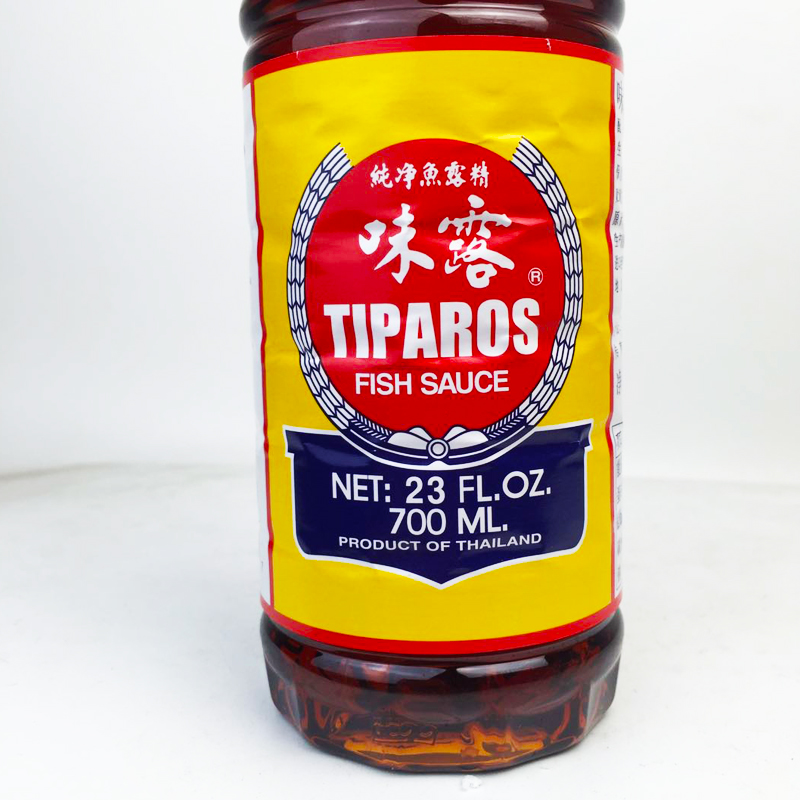 純净魚露精
味露
®
TIPAROS
FISH SAUCE
NET: 23 FL.OZ.
700 ML.
PRODUCT OF THAILAND